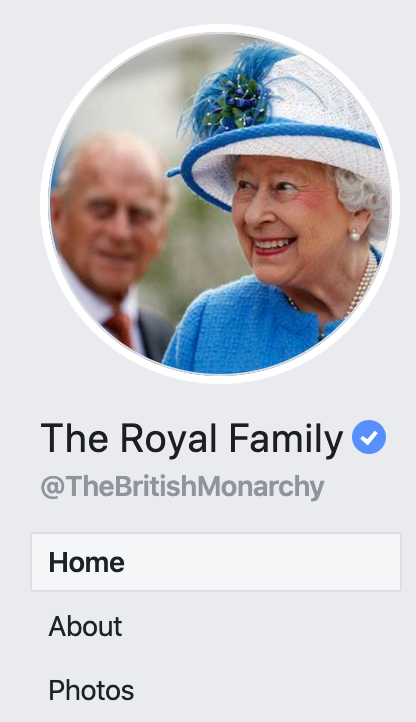 The Royal Family
@TheBritishMonarchy
Home
About
Photos